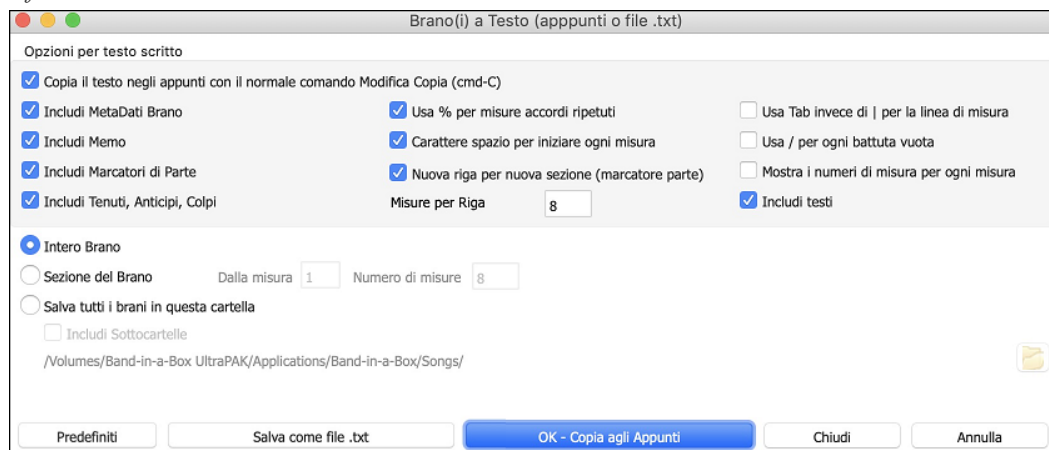 Brano(i) a Testo (apppunti o file .txt)
Opzioni per testo scritto
Copia il testo negli appunti con il normale comando Modifica Copia (cmd-C)
Includi MetaDati Brano Usa % per misure accordi ripetuti Usa Tab invece di | per la linea di misura
Includi Memo Carattere spazio per iniziare ogni misura Usa / per ogni battuta vuota
Includi Marcatori di Parte Nuova riga per nuova sezione (marcatore parte) Mostra i numeri di misura per ogni misura
Includi Tenuti, Anticipi, Colpi Misure per Riga 8 Includi testi
Intero Brano
Sezione del Brano Dalla misura 1 Numero di misure 8
Salva tutti i brani in questa cartella
Includi Sottocartelle
/Volumes/Band-in-a-Box UltraPAK/Applications/Band-in-a-Box/Songs/
Predefiniti Salva come file .txt OK - Copia agli Appunti Chiudi Annulla